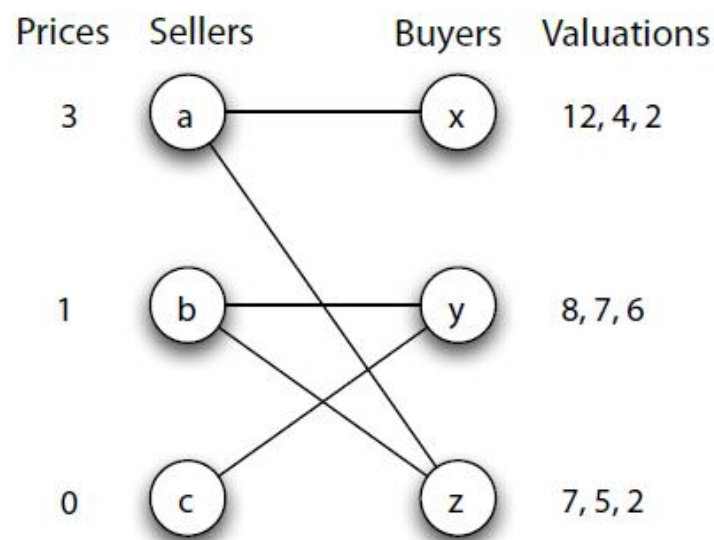 Prices Sellers Buyers Valuations
3 a x 12, 4, 2
1 b y 8, 7, 6
0 c z 7, 5, 2